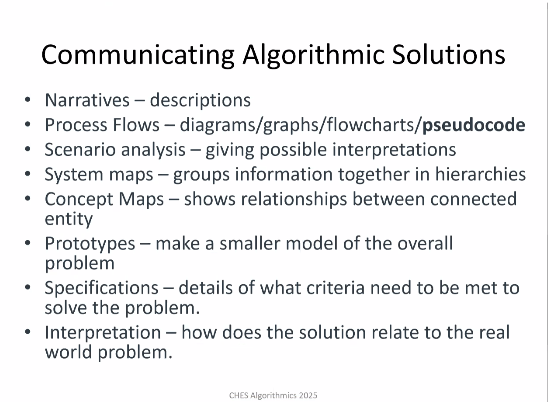 Communicating Algorithmic Solutions
• Narratives – descriptions
• Process Flows – diagrams/graphs/flowcharts/pseudocode
• Scenario analysis – giving possible interpretations
• System maps – groups information together in hierarchies
• Concept Maps – shows relationships between connected
entity
• Prototypes – make a smaller model of the overall
problem
• Specifications – details of what criteria need to be met to
solve the problem.
• Interpretation – how does the solution relate to the real
world problem.
CHES Algorithmics 2025